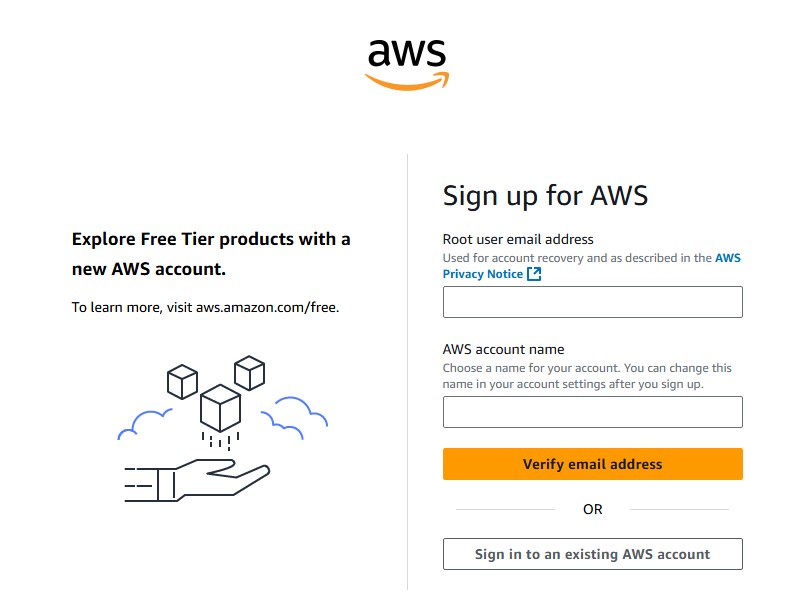 aws
Explore Free Tier products with a
new AWS account.
To learn more, visit aws.amazon.com/free.
Sign up for AWS
Root user email address
Used for account recovery and as described in the AWS
Privacy Notice
AWS account name
Choose a name for your account. You can change this
name in your account settings after you sign up.
Verify email address
OR
Sign in to an existing AWS account